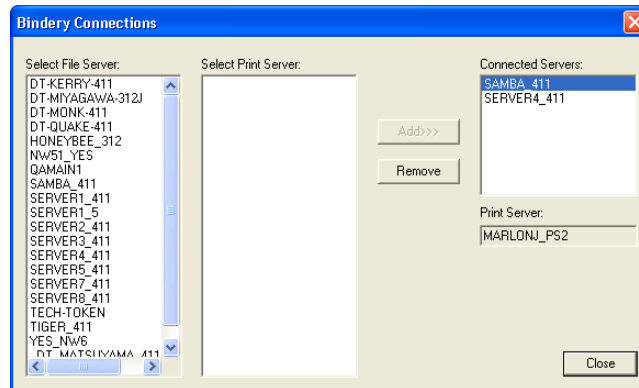 Bindery Connections
Select File Server:
DT-KERRY-411
DT-MIYAGAWA-312J
DT-MONK-411
DT-QUAKE-411
HONEYBEE_312
NW51_YES
QAMAIN1
SAMBA_411
SERVER1_411
SERVER1_5
SERVER2_411
SERVER3_411
SERVER4_411
SERVER5_411
SERVER7_411
SERVER8_411
TECH-TOKEN
TIGER_411
YES_NW6
_DT_MATSUYAMA_411
Select Print Server:
Add>>>
Remove
Connected Servers:
SAMBA_411
SERVER4_411
Print Server:
MARLONJ_PS2
Close